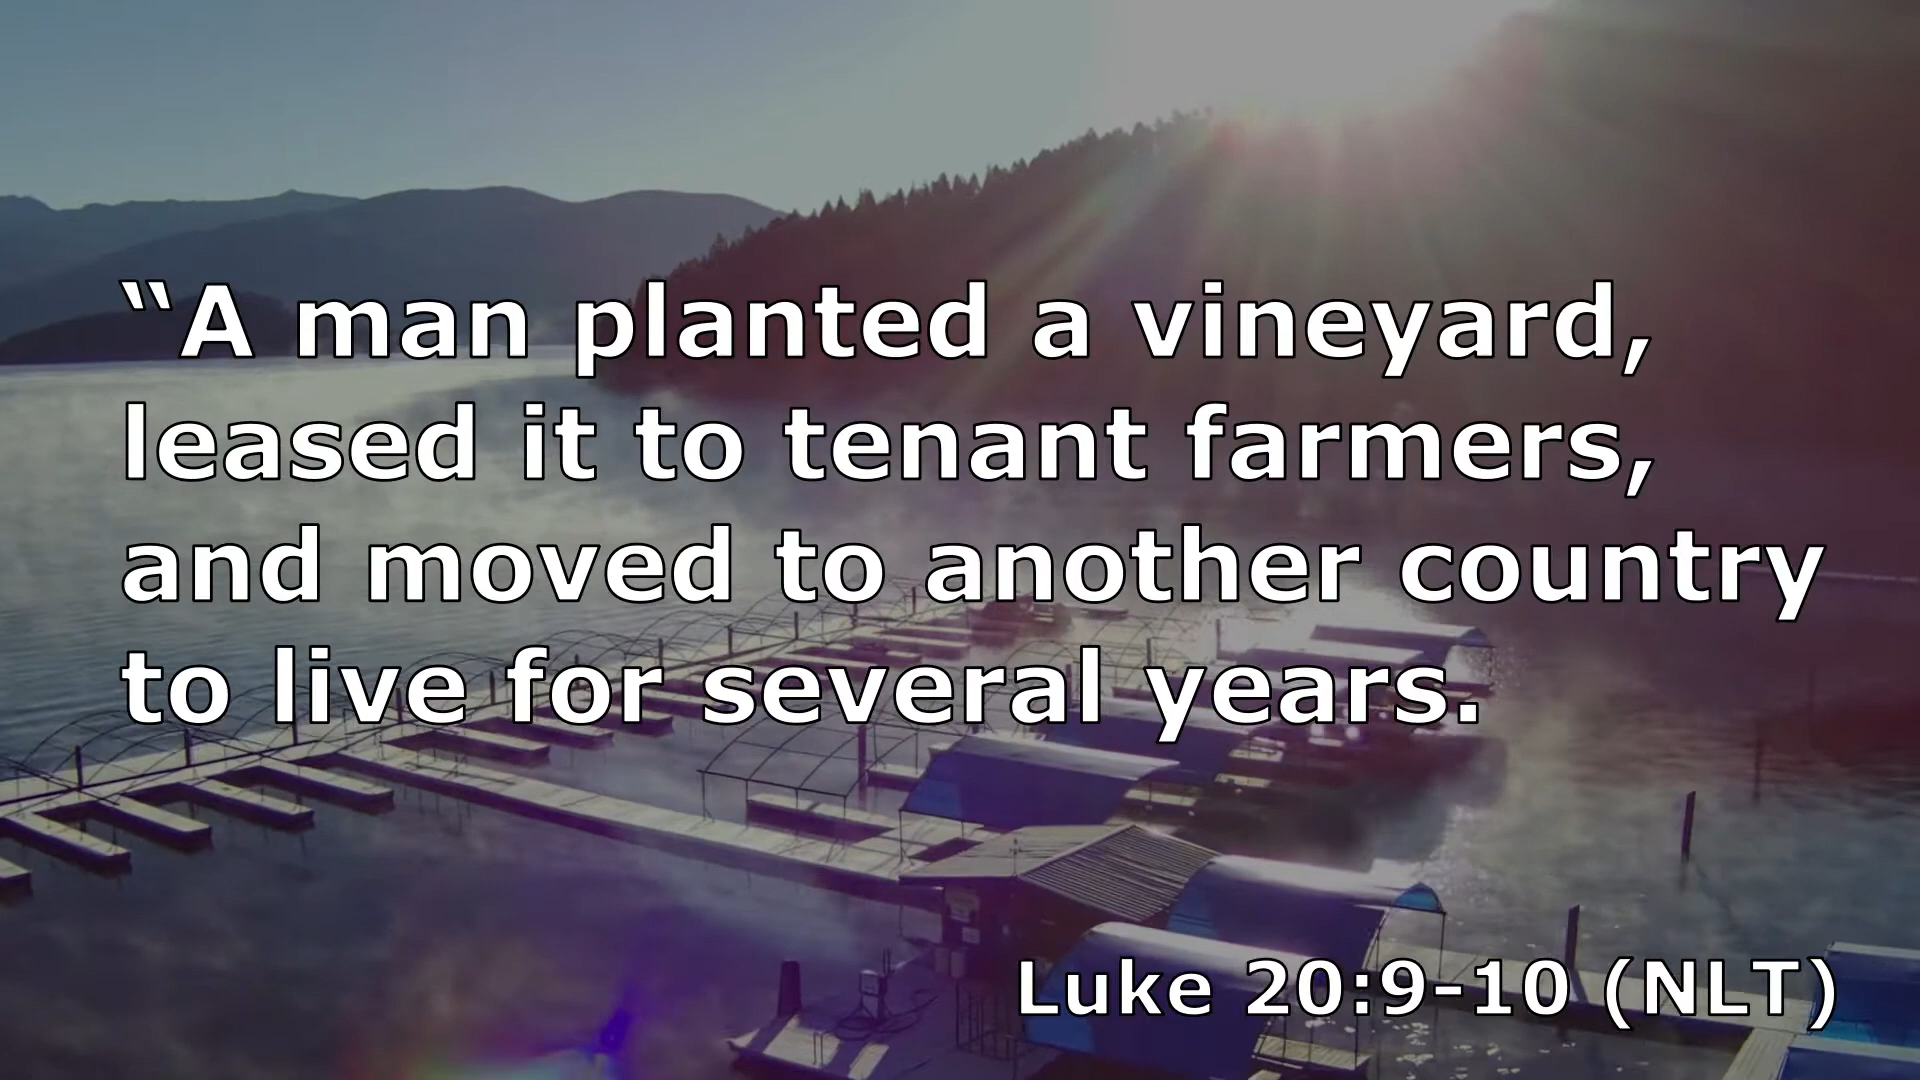 “A man planted a vineyard,
leased it to tenant farmers,
and moved to another country
to live for several years.
Luke 20:9-10 (NLT)